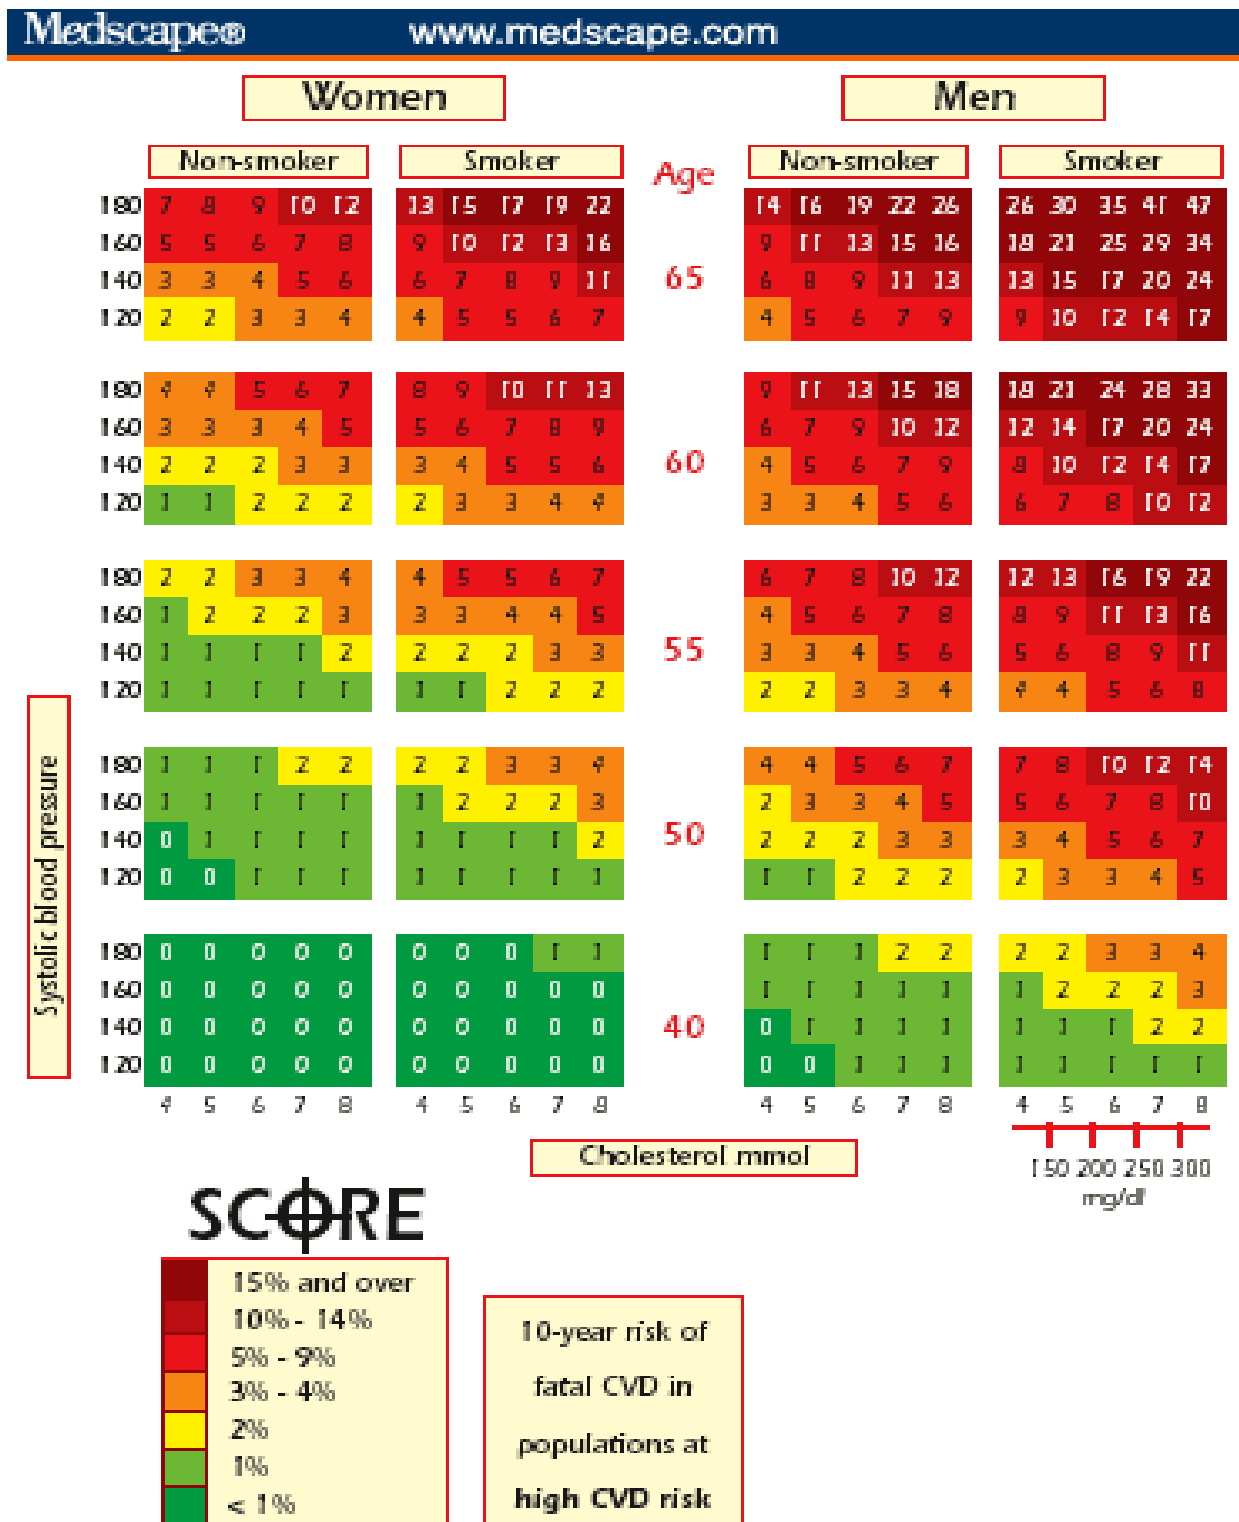 Medscape® www.medscape.com
Women Men
Non-smoker Smoker Age Non-smoker Smoker
180 7 8 9 10 12 13 15 17 19 22 14 16 19 22 26 26 30 35 41 47
160 5 5 6 7 8 9 10 12 13 16 9 11 13 15 16 18 21 25 29 34
140 3 3 4 5 6 6 7 8 9 11 65 6 8 9 11 13 13 15 17 20 24
120 2 2 3 3 4 4 5 5 6 7 4 5 6 7 9 9 10 12 14 17
180 4 4 5 6 7 8 9 10 11 13 9 11 13 15 18 18 21 24 28 33
160 3 3 3 4 5 5 6 7 8 9 6 7 9 10 12 12 14 17 20 24
140 2 2 2 3 3 3 4 5 5 6 60 4 5 6 7 9 8 10 12 14 17
120 1 1 2 2 2 2 3 3 4 4 3 3 4 5 6 6 7 8 10 12
180 2 2 3 3 4 4 5 5 6 7 6 7 8 10 12 12 13 16 19 22
160 1 2 2 2 3 3 3 4 4 5 4 5 6 7 8 8 9 11 13 16
140 1 1 1 1 2 2 2 2 3 3 55 3 3 4 5 6 5 6 8 9 11
120 1 1 1 1 1 1 1 2 2 2 2 2 3 3 4 4 4 5 6 8
180 1 1 1 2 2 2 2 3 3 4 4 4 5 6 7 7 8 10 12 14
160 1 1 1 1 1 1 2 2 2 3 2 3 3 4 5 5 6 7 8 10
140 0 1 1 1 1 1 1 1 1 2 50 2 2 2 3 3 3 4 5 6 7
120 0 0 1 1 1 1 1 1 1 1 1 1 2 2 2 2 3 3 4 5
Systolic blood pressure
180 0 0 0 0 0 0 0 0 1 1 1 1 1 2 2 2 2 3 3 4
160 0 0 0 0 0 0 0 0 0 0 1 1 1 1 1 1 2 2 2 3
140 0 0 0 0 0 0 0 0 0 0 40 0 1 1 1 1 1 1 1 2 2
120 0 0 0 0 0 0 0 0 0 0 0 0 1 1 1 1 1 1 1 1
4 5 6 7 8 4 5 6 7 8 4 5 6 7 8 4 5 6 7 8
Cholesterol mmol
150 200 250 300
mg/dl
SCORE
15% and over
10% - 14%
5% - 9%
3% - 4%
2%
1%
< 1%
10-year risk of
fatal CVD in
populations at
high CVD risk